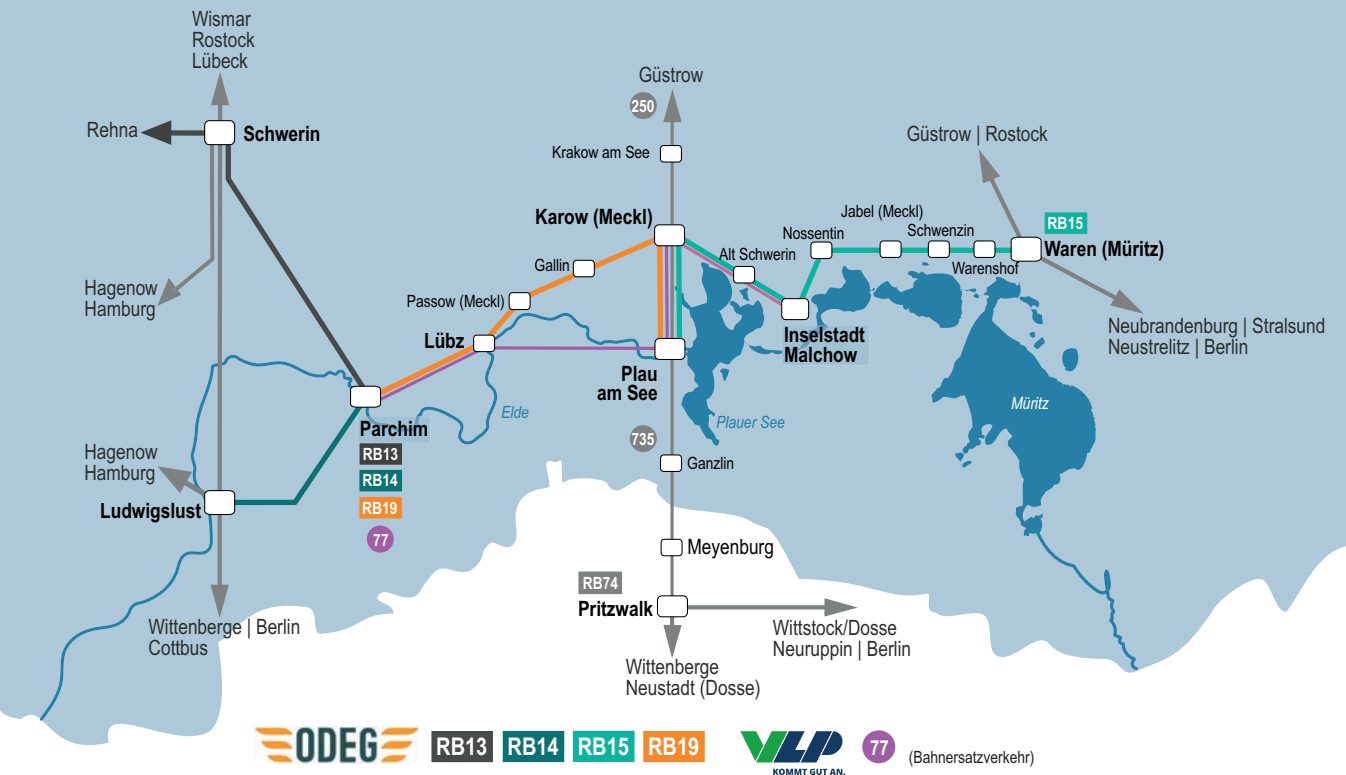 Wismar
Rostock
Lübeck
Rehna
Schwerin
Hagenow
Hamburg
Hagenow
Hamburg
Ludwigslust
Wittenberge | Berlin
Cottbus
Parchim
RB13
RB14
RB19
77
Lübz
Passow (Meckl)
Gallin
Karow (Meckl)
Güstrow
250
Krakow am See
Plau
am See
Elde
735
Ganzlin
Meyenburg
RB74
Pritzwalk
Wittstock/Dosse
Neuruppin | Berlin
Wittenberge
Neustadt (Dosse)
Alt Schwerin
Inselstadt
Malchow
Plauer See
Nossentin
Jabel (Meckl)
Schwenzin
Warenshof
RB15
Waren (Müritz)
Güstrow | Rostock
Neubrandenburg | Stralsund
Neustrelitz | Berlin
Müritz
ODEG RB13 RB14 RB15 RB19 VLP 77 (Bahnersatzverkehr)
KOMMT GUT AN.